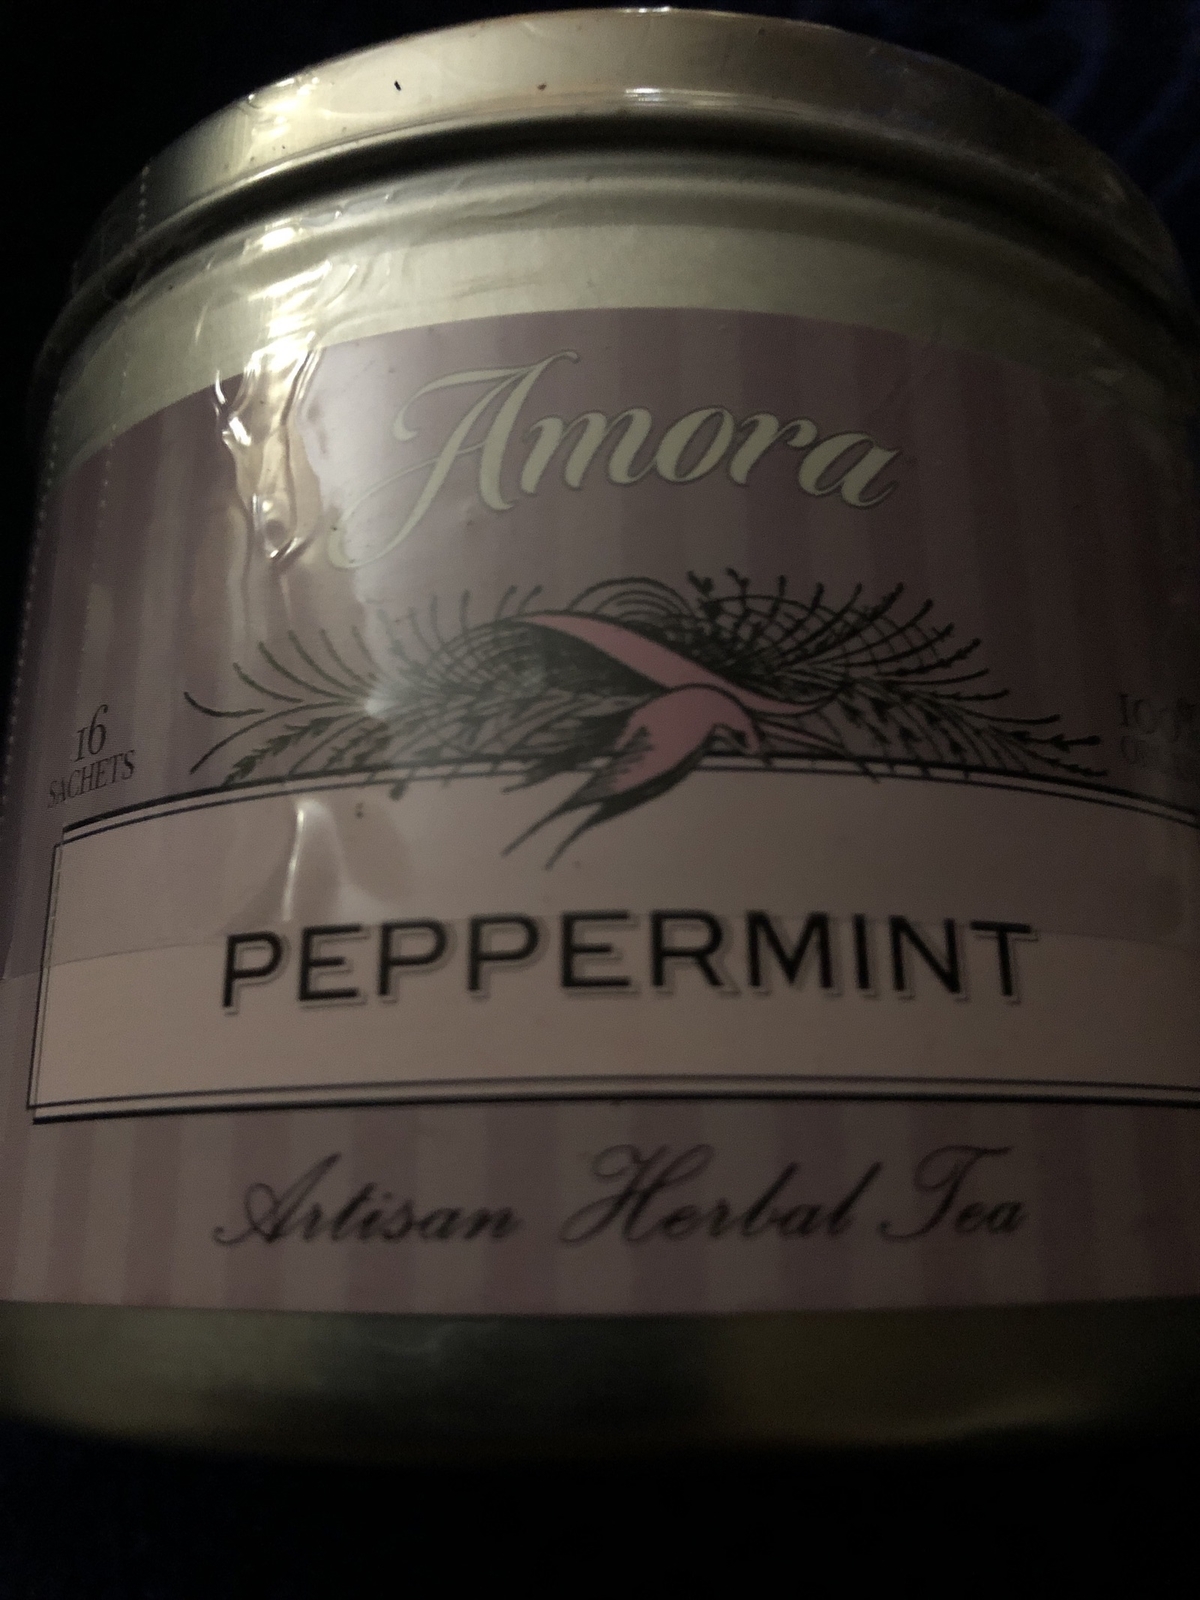 Amora
16
SACHETS
PEPPERMINT
Artisan Herbal Tea